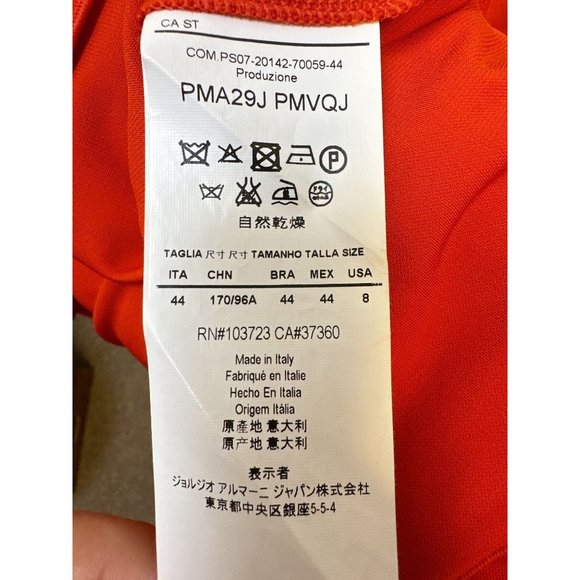 CA ST
COM.PS07-20142-70059-44
Produzione
PMA29J PMVQJ
P
ドライ
自然乾燥
TAGLIA 尺寸 尺寸 TAMANHO TALLA SIZE
ITA CHN BRA MEX USA
44 170/96A 44 44 8
RN#103723 CA#37360
Made in Italy
Fabriqué en Italie
Hecho En Italia
Origem Itália
原產地 意大利
原产地 意大利
表示者
ジョルジオ アルマーニ ジャパン株式会社
東京都中央区銀座5-5-4